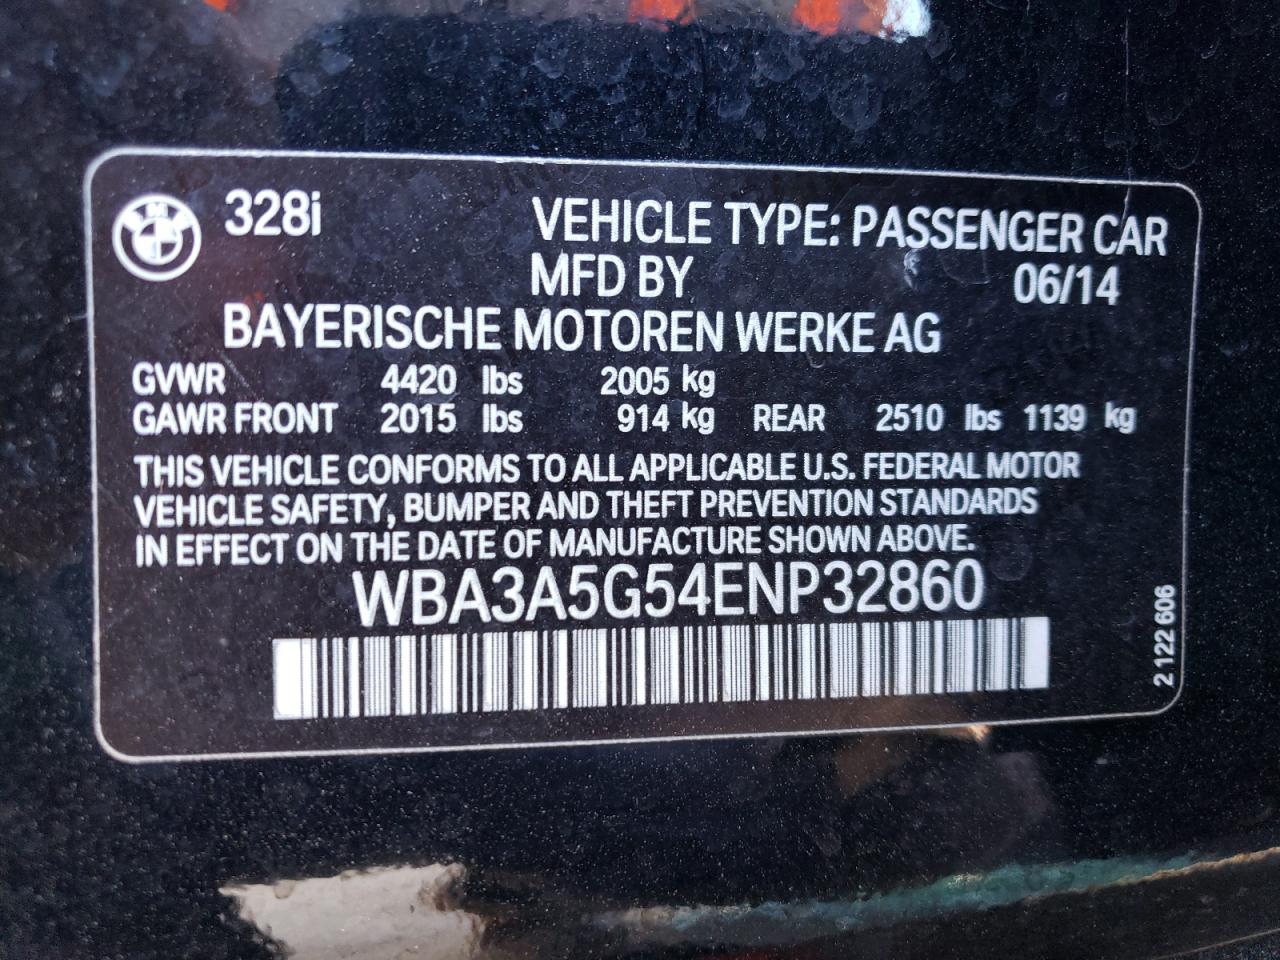 BMW 328i VEHICLE TYPE: PASSENGER CAR
MFD BY 06/14
BAYERISCHE MOTOREN WERKE AG
GVWR 4420 lbs 2005 kg
GAWR FRONT 2015 lbs 914 kg REAR 2510 lbs 1139 kg
THIS VEHICLE CONFORMS TO ALL APPLICABLE U.S. FEDERAL MOTOR
VEHICLE SAFETY, BUMPER AND THEFT PREVENTION STANDARDS
IN EFFECT ON THE DATE OF MANUFACTURE SHOWN ABOVE.
WBA3A5G54ENP32860
2 122 606